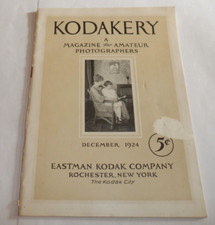 KODAKERY
A
MAGAZINE for AMATEUR
PHOTOGRAPHERS
DECEMBER, 1924
5¢
EASTMAN KODAK COMPANY
ROCHESTER, NEW YORK
The Kodak City